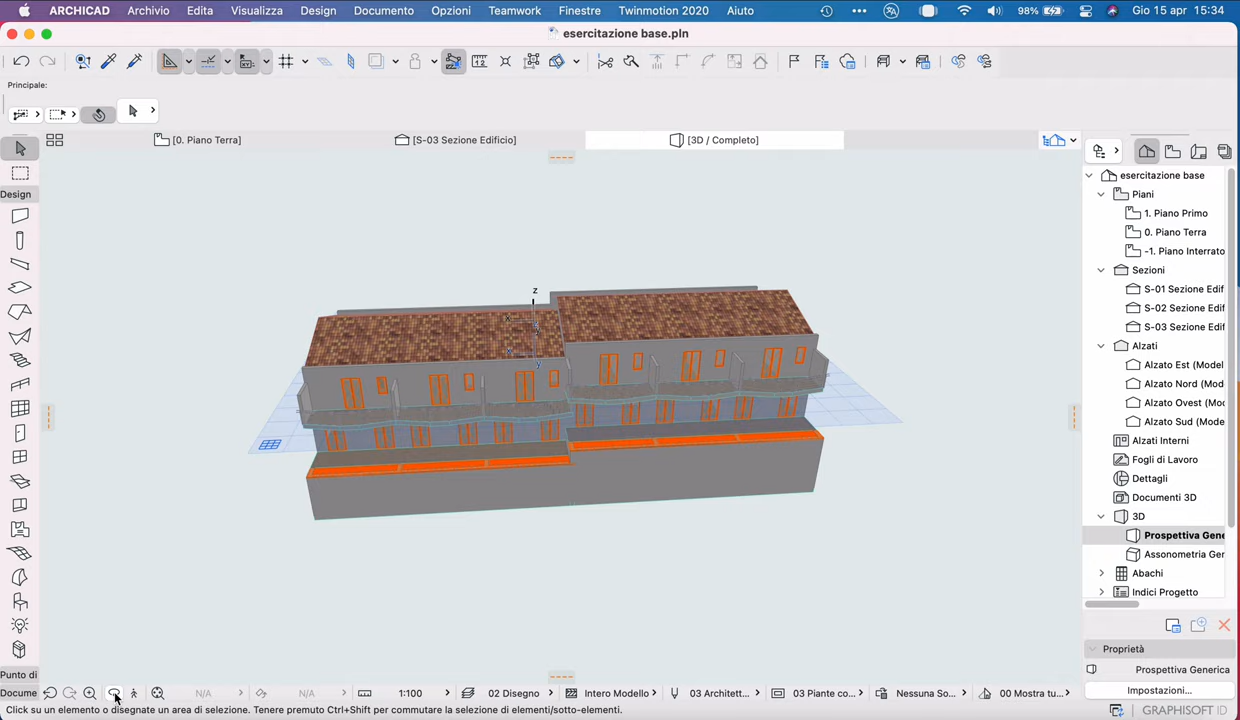 ARCHICAD Archivio Edita Visualizza Design Documento Opzioni Teamwork Finestre Twinmotion 2020 Aiuto 98% Gio 15 apr 15:34
esercitazione base.pln
Principale:
[0. Piano Terra] [S-03 Sezione Edificio] [3D / Completo]
Design
esercitazione base
Piani
1. Piano Primo
0. Piano Terra
-1. Piano Interrato
Sezioni
S-01 Sezione Edif
S-02 Sezione Edif
S-03 Sezione Edif
Alzati
Alzato Est (Model
Alzato Nord (Mod
Alzato Ovest (Mod
Alzato Sud (Mode
Alzati Interni
Fogli di Lavoro
Dettagli
Documenti 3D
3D
Prospettiva Gene
Assonometria Gen
Abachi
Indici Progetto
z
x
y
x
y
Proprietà
Prospettiva Generica
Impostazioni...
Punto di
Docume N/A N/A 1:100 02 Disegno Intero Modello 03 Architett... 03 Piante co... Nessuna So... 00 Mostra tu...
Click su un elemento o disegnate un area di selezione. Tenere premuto Ctrl+Shift per commutare la selezione di elementi/sotto-elementi.
GRAPHISOFT ID